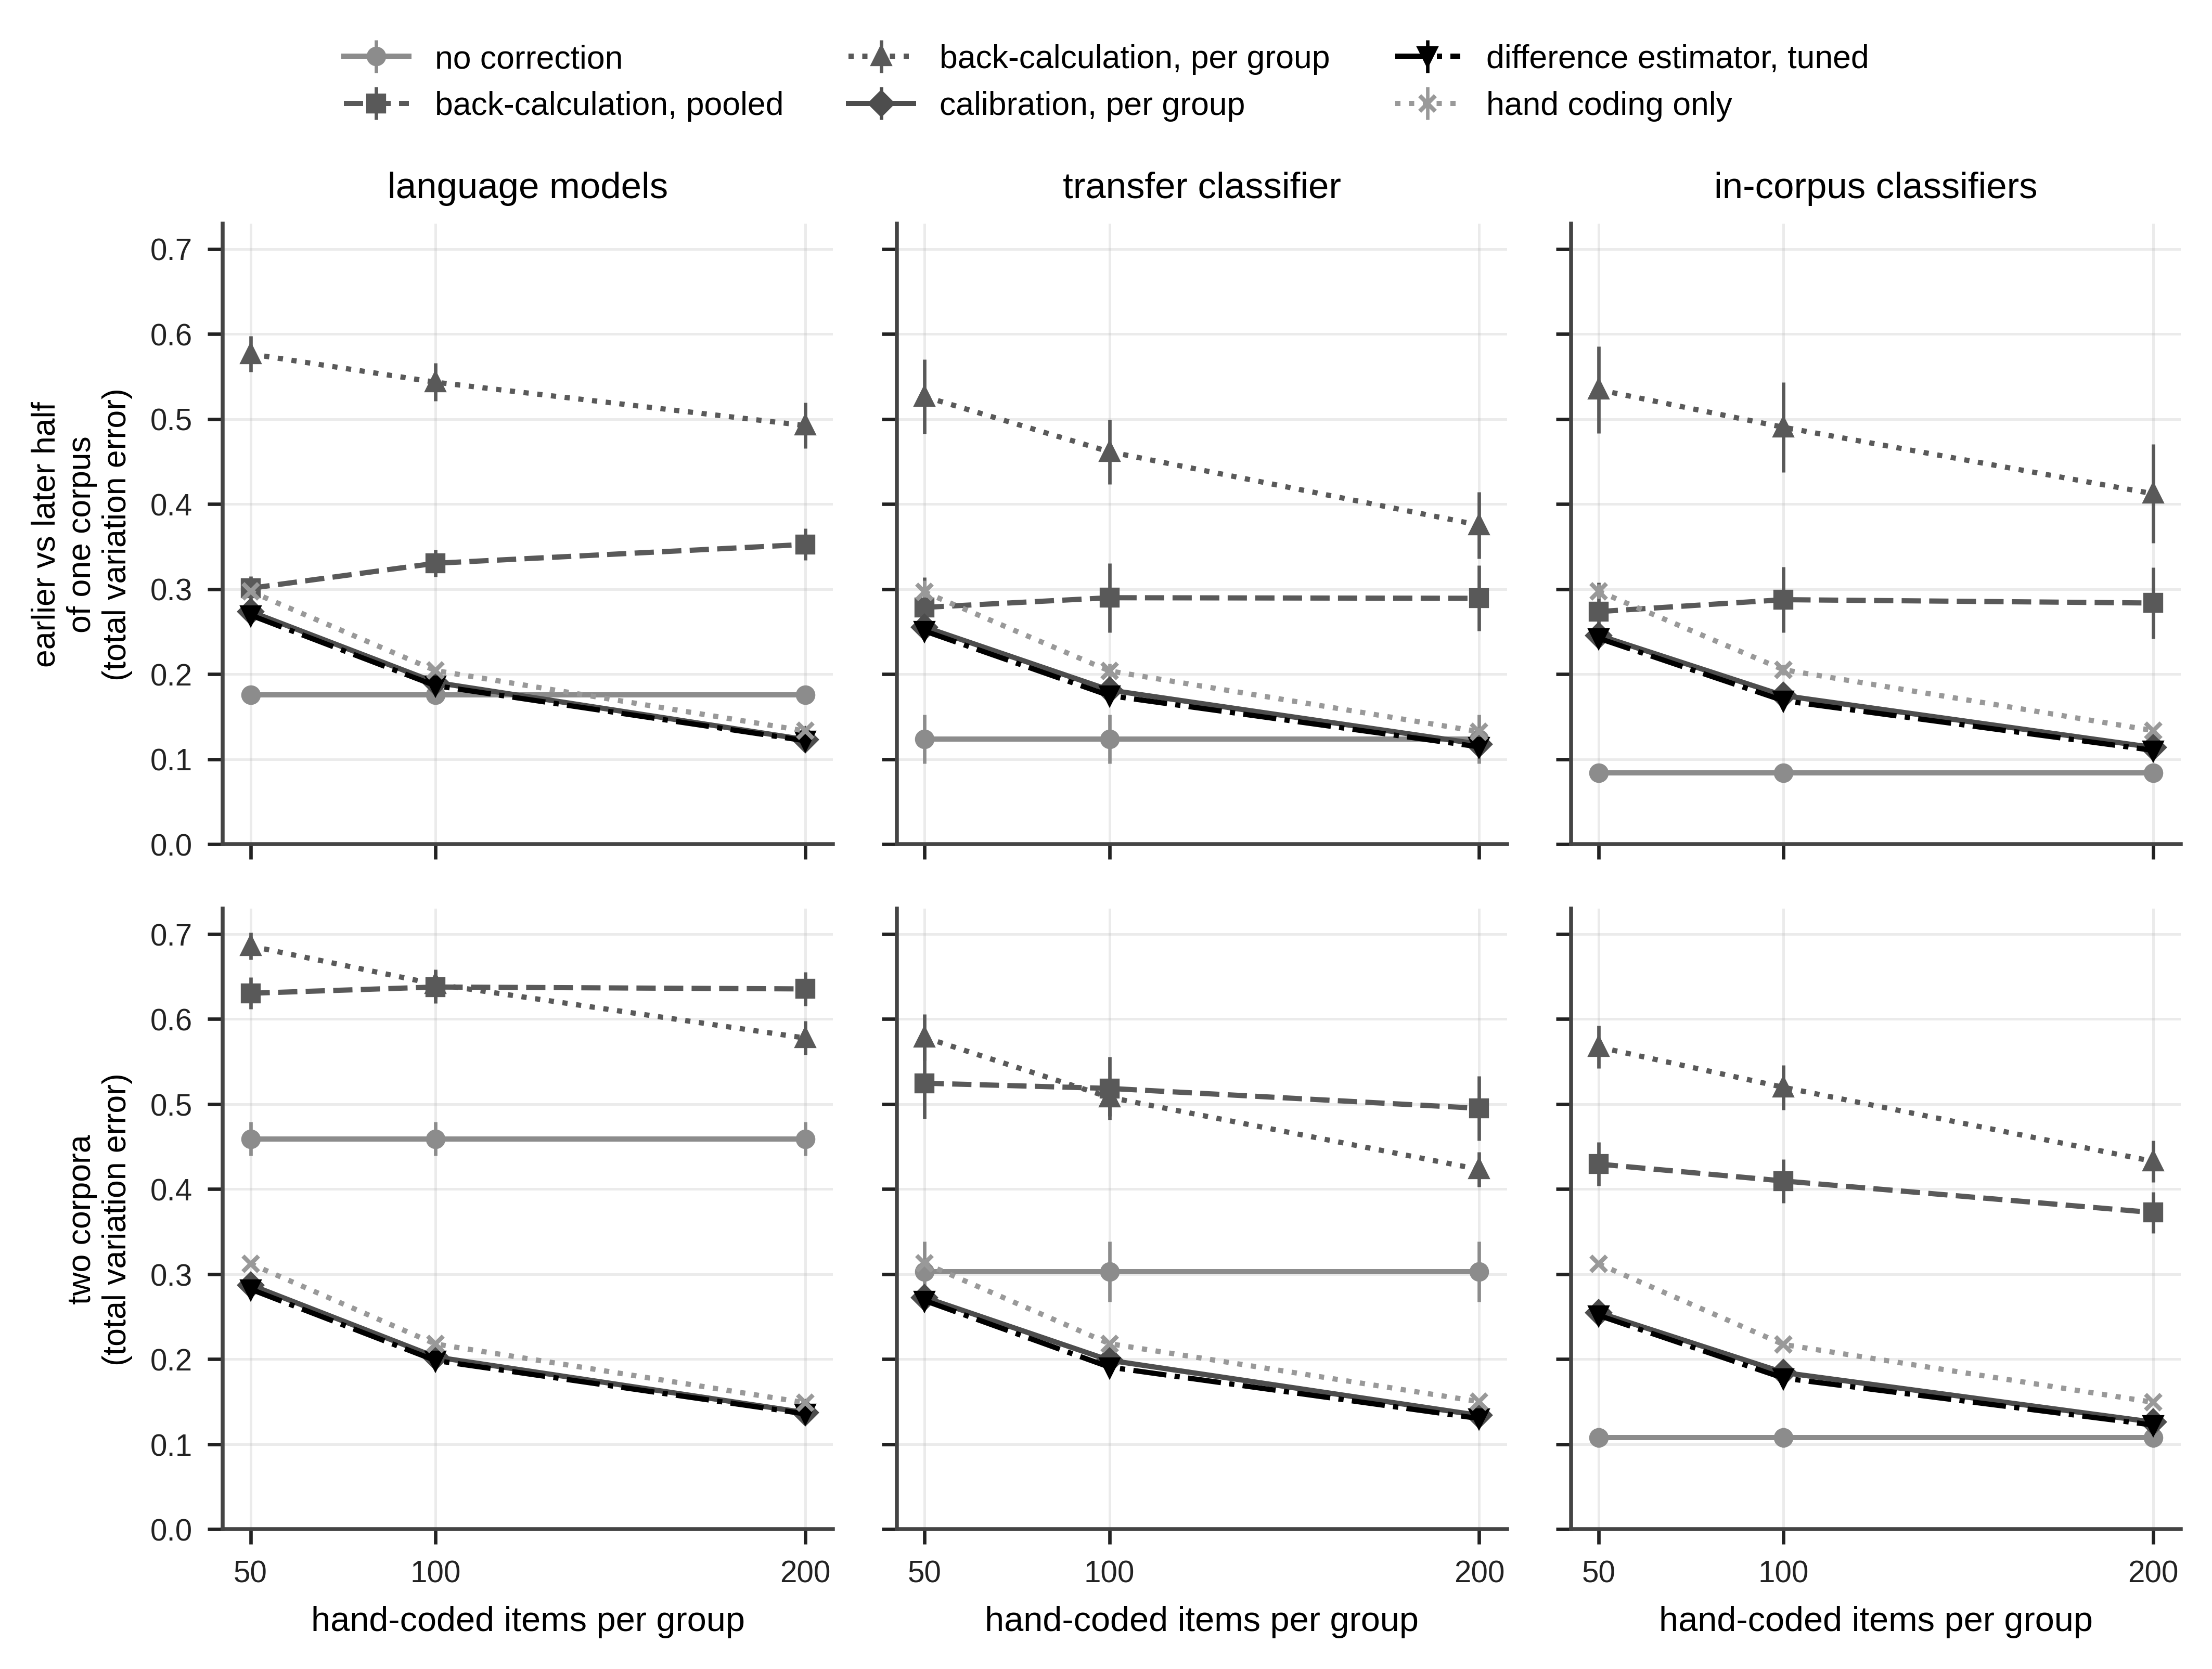 no correction
back-calculation, pooled
back-calculation, per group
calibration, per group
difference estimator, tuned
hand coding only
language models
transfer classifier
in-corpus classifiers
earlier vs later half
of one corpus
(total variation error)
0.7
0.6
0.5
0.4
0.3
0.2
0.1
0.0
two corpora
(total variation error)
0.7
0.6
0.5
0.4
0.3
0.2
0.1
0.0
50 100 200
50 100 200
50 100 200
hand-coded items per group
hand-coded items per group
hand-coded items per group